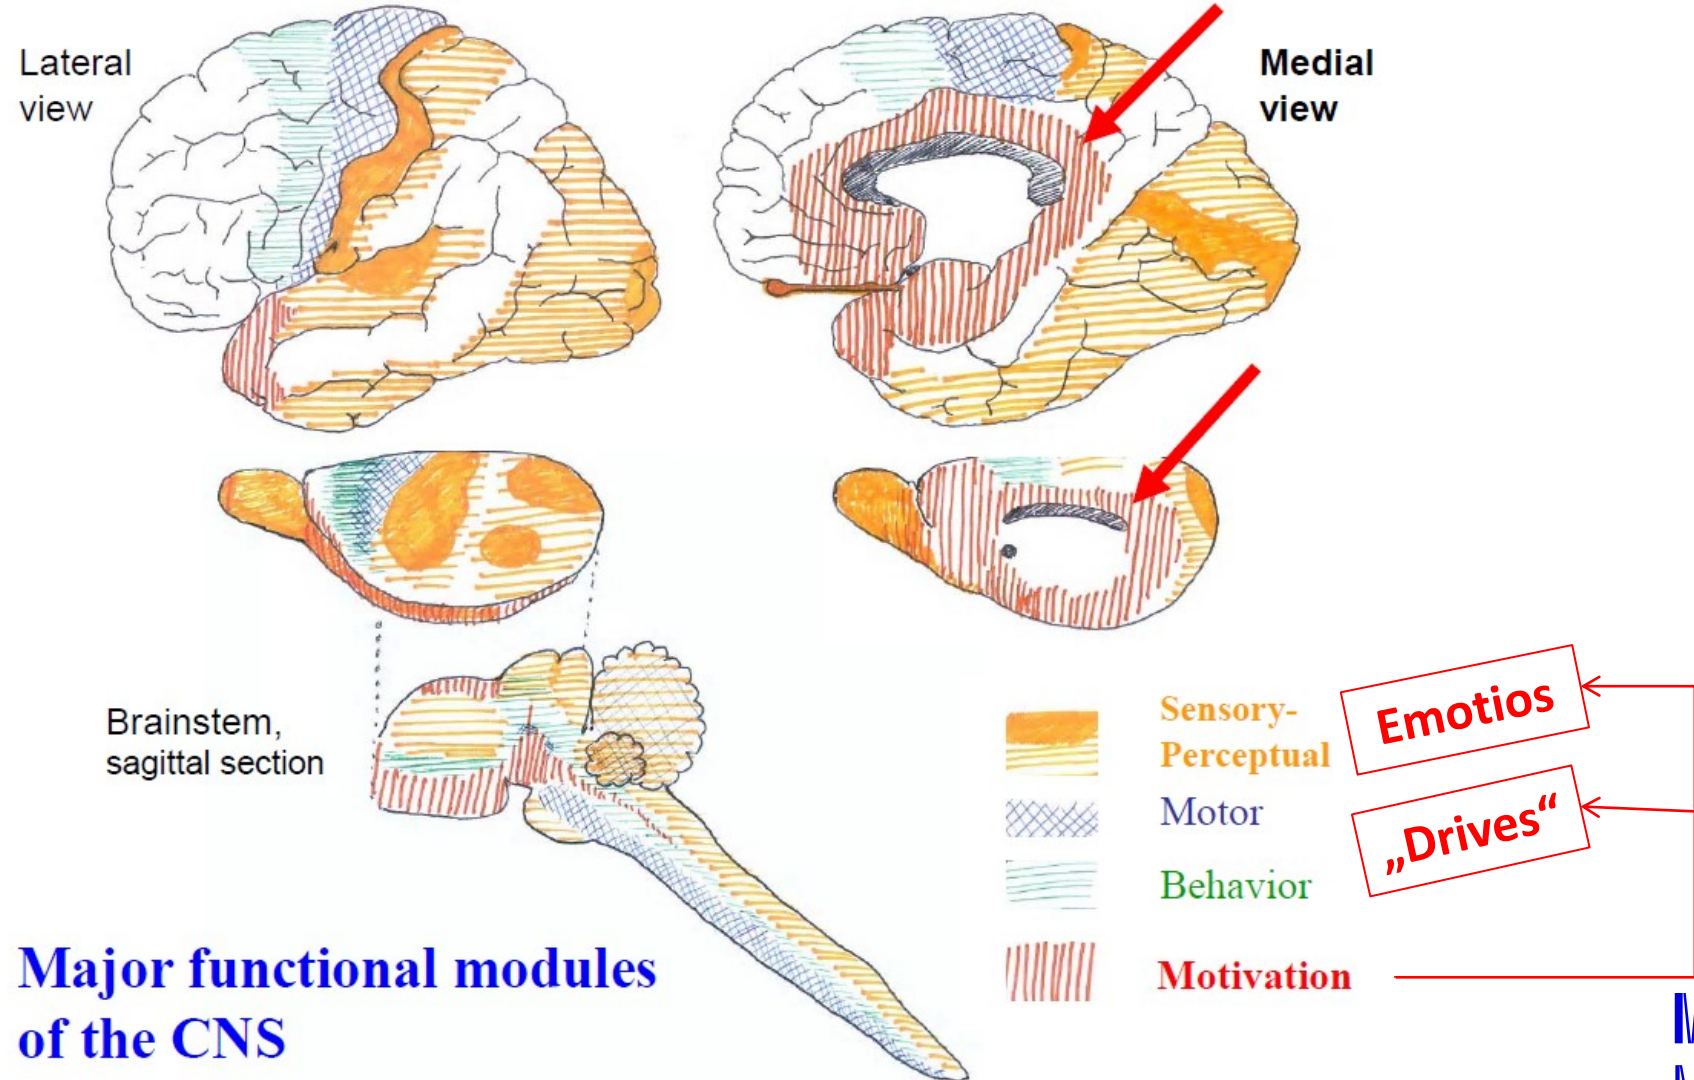 Lateral
view
Medial
view
Brainstem,
sagittal section
Sensory-
Perceptual
Motor
Behavior
Motivation
Emotios
„Drives“
Major functional modules
of the CNS